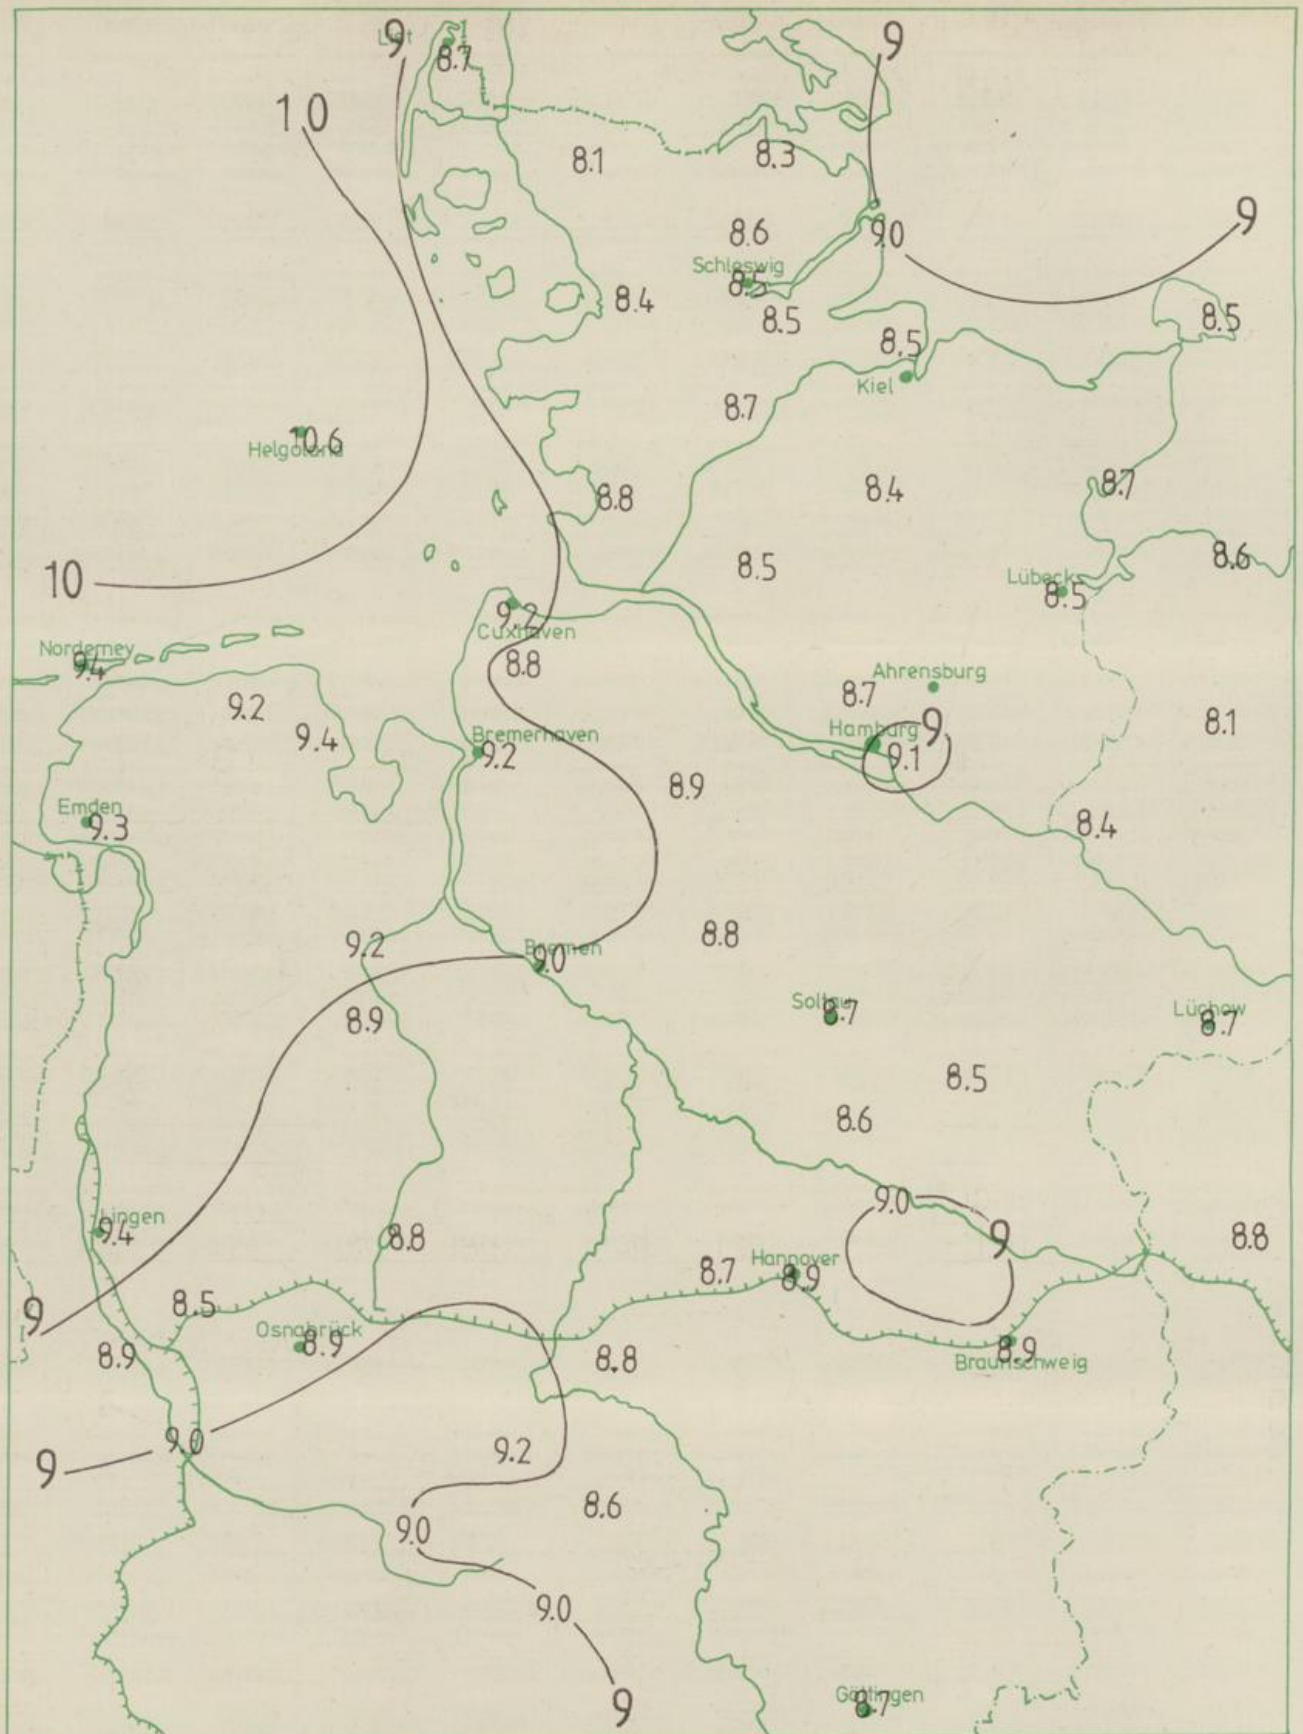 List 9 9
8.7
10
8.1 8.3
9
8.6 9.0
Schleswig
8.5
8.4 8.5 8.5
8.5
Kiel
8.7
10.6
Helgoland
8.4 8.7
8.8
8.6
8.5
10 Lübeck
8.5
9.2
Cuxhaven
Norderney
9.4 8.8
Ahrensburg
8.7
9.2 8.1
9.4 Bremerhaven Hamburg 9
9.2 9.1
8.9
Emden
9.3 8.4
8.8
9.2 Bremen
9.0
Soltau Lüchow
8.7 8.7
8.9
8.5
8.6
9.0
Lingen
9.4 8.8 9 8.8
Hannover
8.7 8.9
8.5
9
Osnabrück
8.9 8.9
8.9 8.8 Braunschweig
9.0 9.2
9
8.6
9.0
9.0
Göttingen
8.7
9